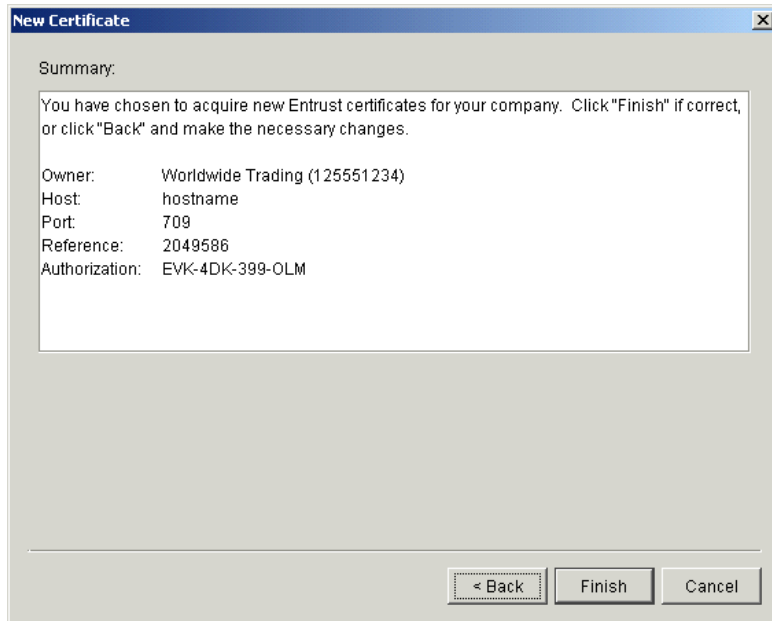 New Certificate
Summary:
You have chosen to acquire new Entrust certificates for your company.  Click "Finish" if correct,
or click "Back" and make the necessary changes.
Owner: Worldwide Trading (125551234)
Host: hostname
Port: 709
Reference: 2049586
Authorization: EVK-4DK-399-OLM
< Back Finish Cancel